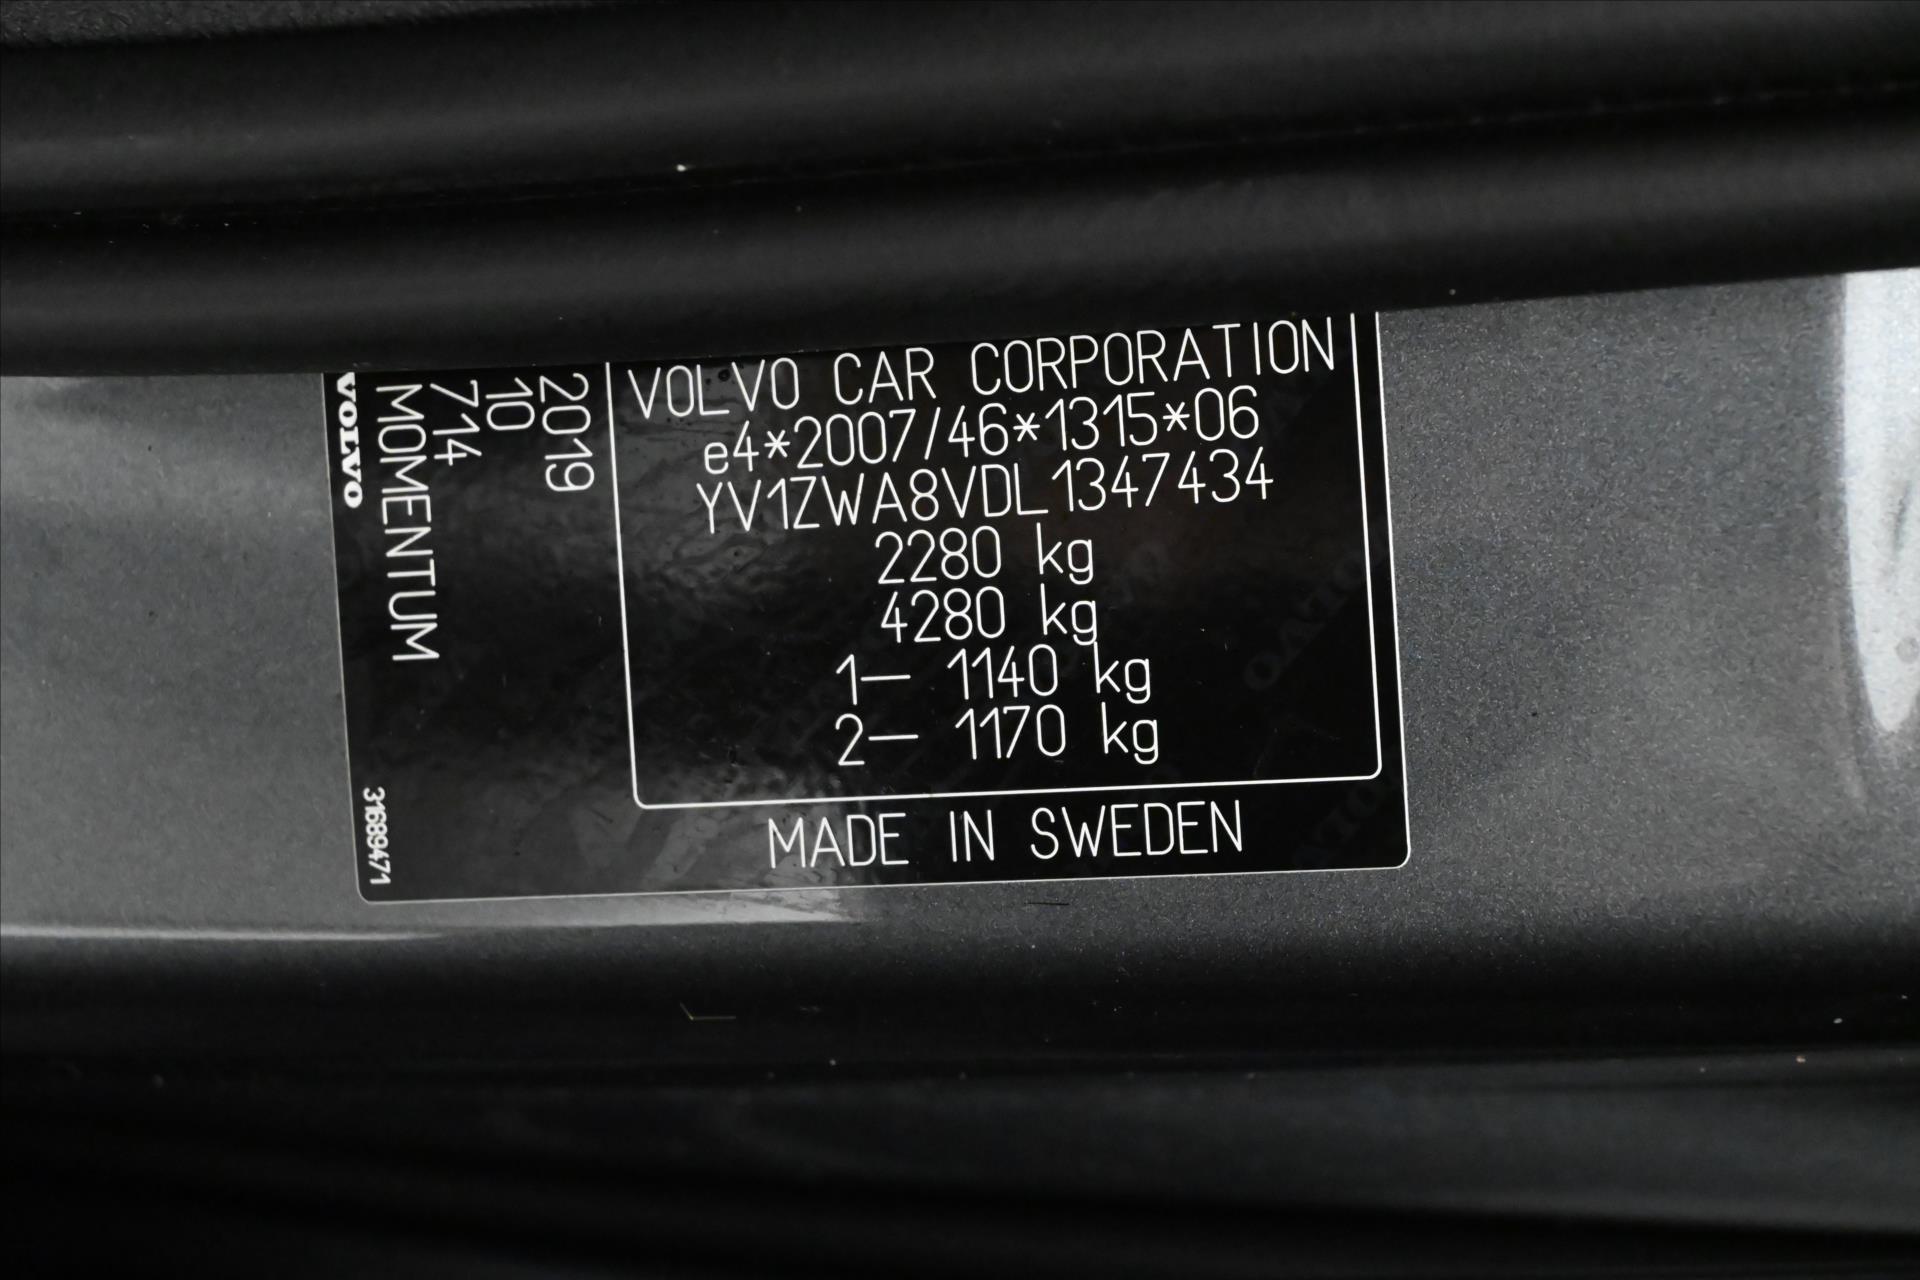 VOLVO CAR CORPORATION
e4*2007/46*1315*06
YV1ZWA8VDL1347434
2280 kg
4280 kg
1– 1140 kg
2– 1170 kg
MADE IN SWEDEN
2019
10
714
MOMENTUM
VOLVO
31689471